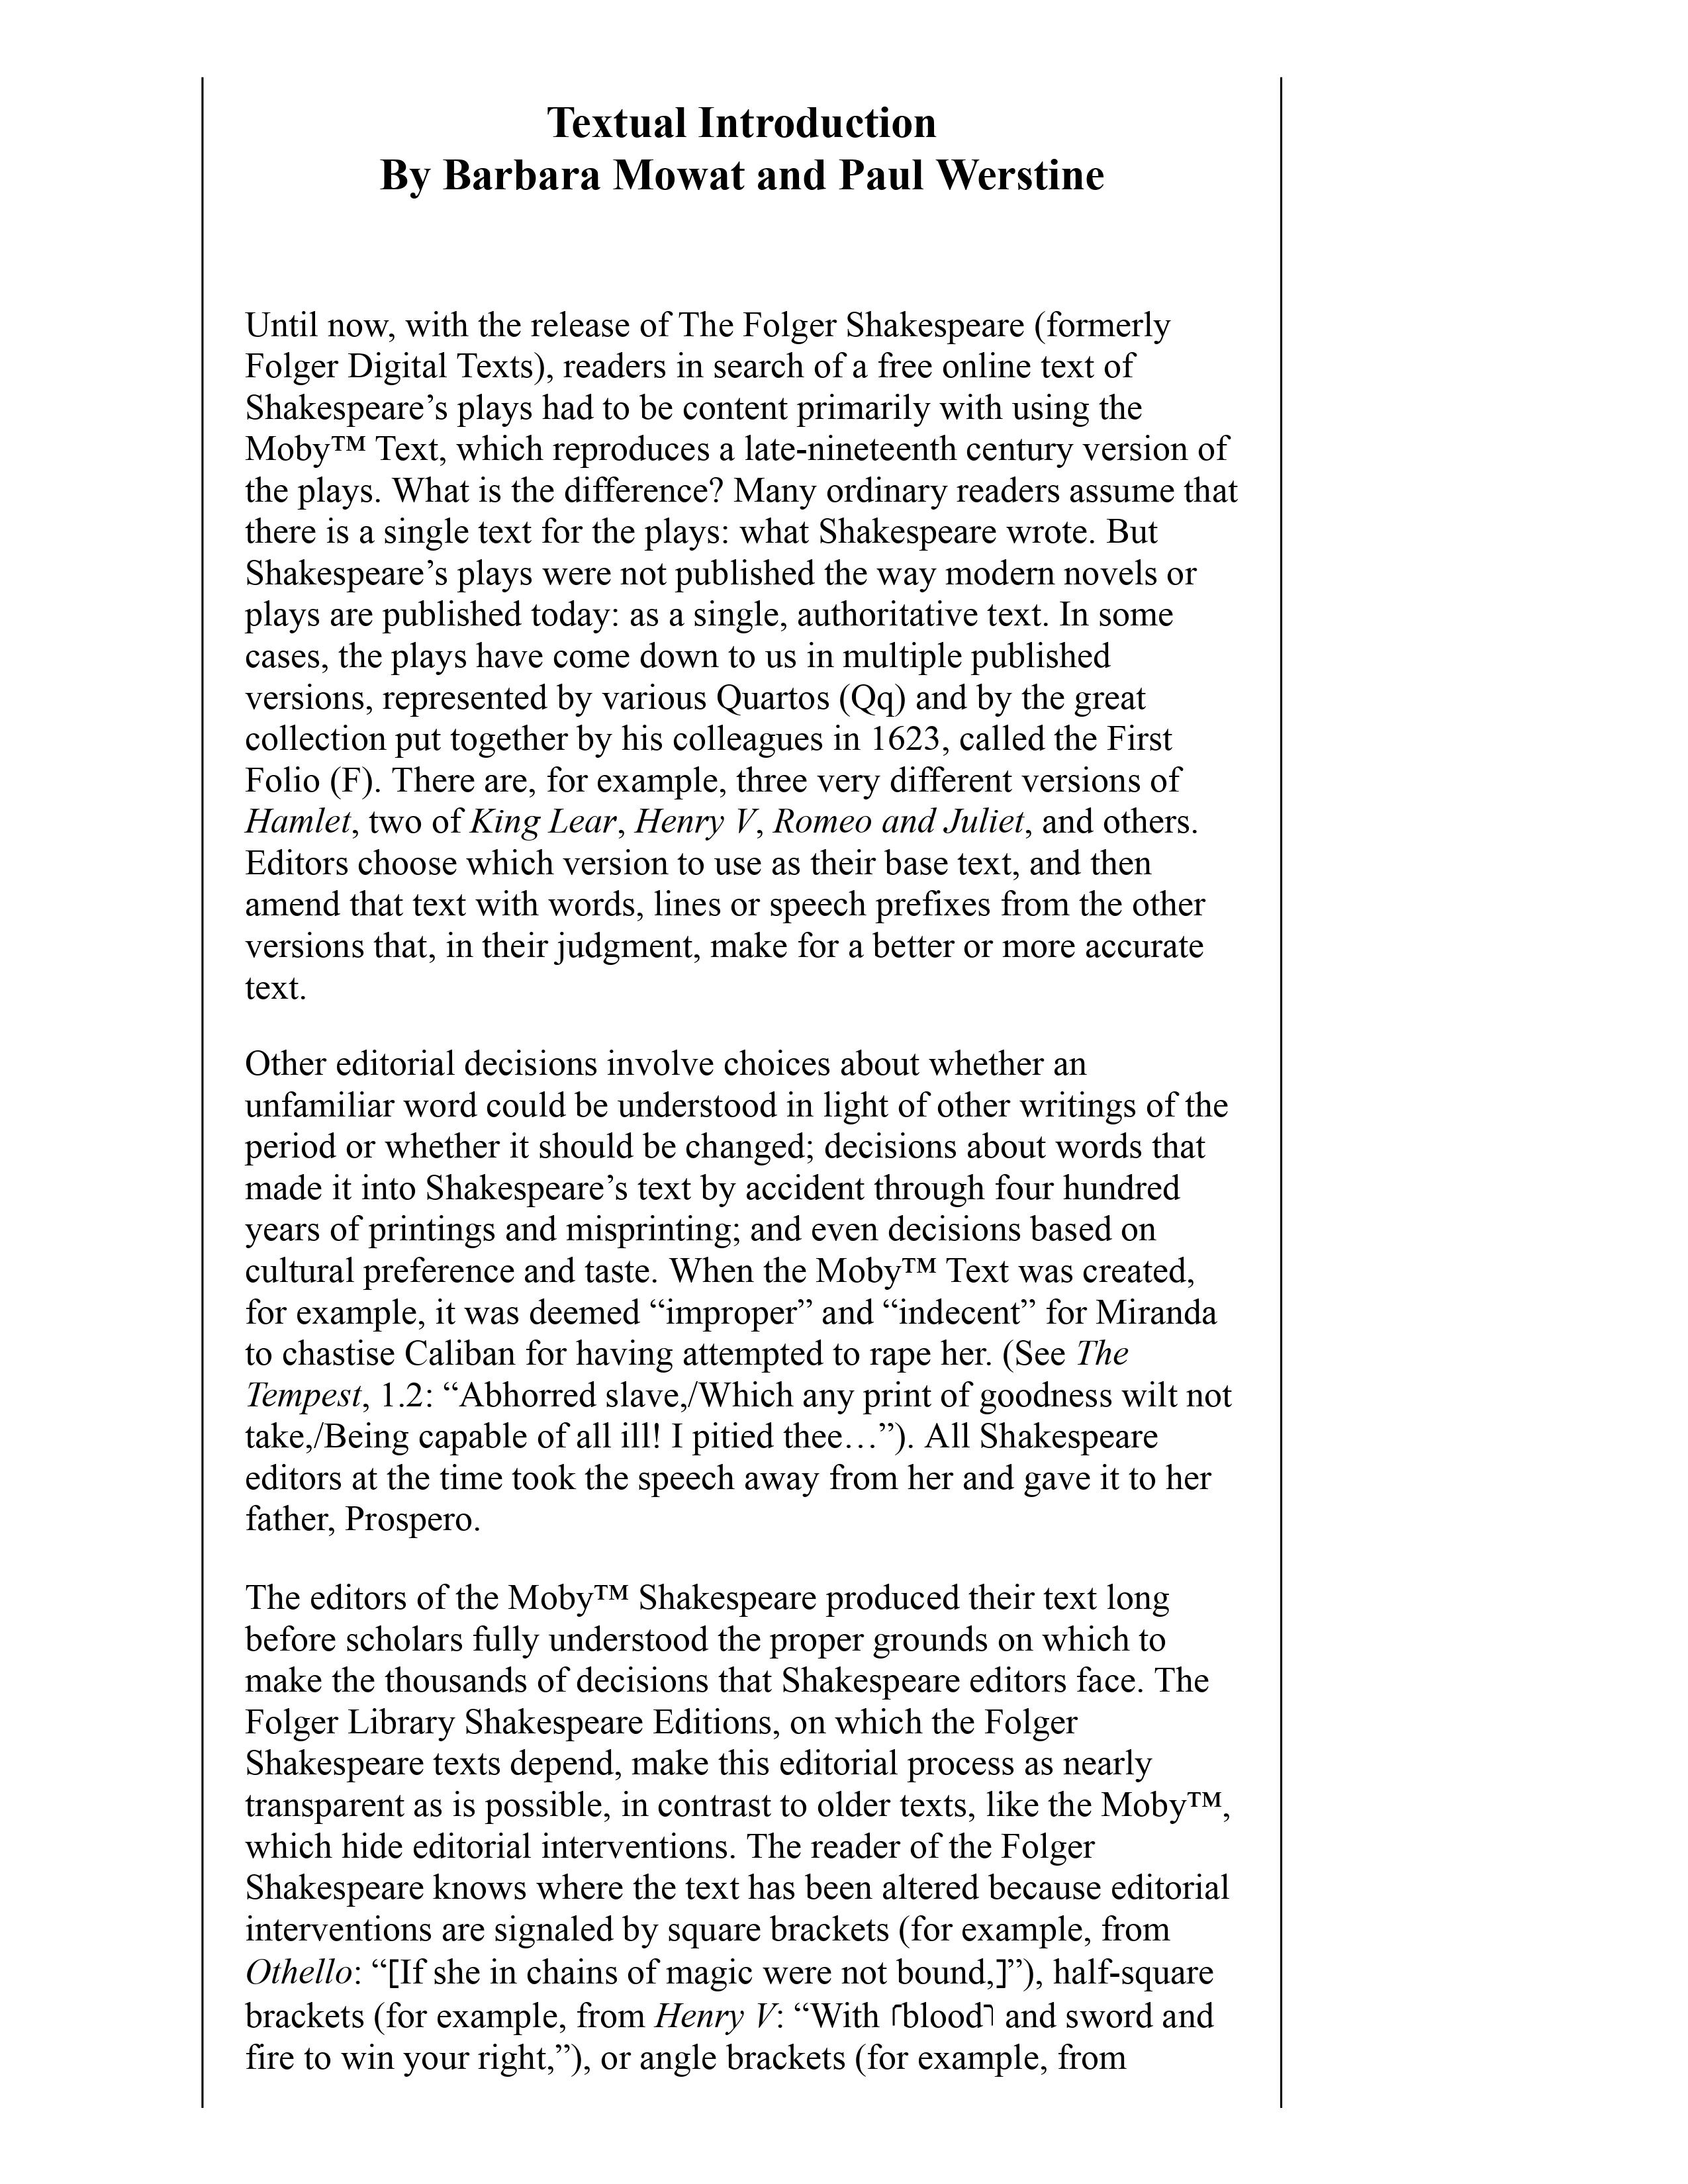 Textual Introduction
By Barbara Mowat and Paul Werstine
Until now, with the release of The Folger Shakespeare (formerly
Folger Digital Texts), readers in search of a free online text of
Shakespeare’s plays had to be content primarily with using the
Moby™ Text, which reproduces a late-nineteenth century version of
the plays. What is the difference? Many ordinary readers assume that
there is a single text for the plays: what Shakespeare wrote. But
Shakespeare’s plays were not published the way modern novels or
plays are published today: as a single, authoritative text. In some
cases, the plays have come down to us in multiple published
versions, represented by various Quartos (Qq) and by the great
collection put together by his colleagues in 1623, called the First
Folio (F). There are, for example, three very different versions of
Hamlet, two of King Lear, Henry V, Romeo and Juliet, and others.
Editors choose which version to use as their base text, and then
amend that text with words, lines or speech prefixes from the other
versions that, in their judgment, make for a better or more accurate
text.
Other editorial decisions involve choices about whether an
unfamiliar word could be understood in light of other writings of the
period or whether it should be changed; decisions about words that
made it into Shakespeare’s text by accident through four hundred
years of printings and misprinting; and even decisions based on
cultural preference and taste. When the Moby™ Text was created,
for example, it was deemed “improper” and “indecent” for Miranda
to chastise Caliban for having attempted to rape her. (See The
Tempest, 1.2: “Abhorred slave,/Which any print of goodness wilt not
take,/Being capable of all ill! I pitied thee…”). All Shakespeare
editors at the time took the speech away from her and gave it to her
father, Prospero.
The editors of the Moby™ Shakespeare produced their text long
before scholars fully understood the proper grounds on which to
make the thousands of decisions that Shakespeare editors face. The
Folger Library Shakespeare Editions, on which the Folger
Shakespeare texts depend, make this editorial process as nearly
transparent as is possible, in contrast to older texts, like the Moby™,
which hide editorial interventions. The reader of the Folger
Shakespeare knows where the text has been altered because editorial
interventions are signaled by square brackets (for example, from
Othello: “[If she in chains of magic were not bound,]”), half-square
brackets (for example, from Henry V: “With ⌜blood⌝ and sword and
fire to win your right,”), or angle brackets (for example, from